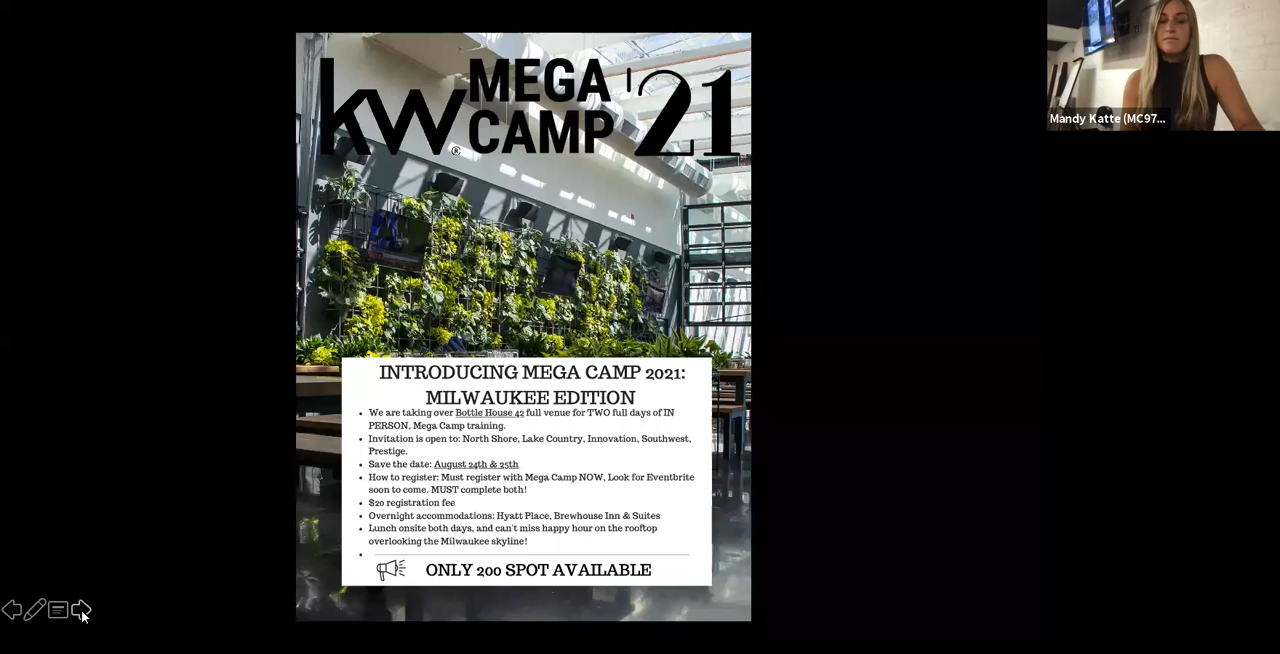 kw® MEGA CAMP '21
Mandy Katte (MC97...
INTRODUCING MEGA CAMP 2021:
MILWAUKEE EDITION
• We are taking over Bottle House 42 full venue for TWO full days of IN
PERSON, Mega Camp training.
• Invitation is open to: North Shore, Lake Country, Innovation, Southwest,
Prestige.
• Save the date: August 24th & 25th
• How to register: Must register with Mega Camp NOW, Look for Eventbrite
soon to come. MUST complete both!
• $20 registration fee
• Overnight accommodations: Hyatt Place, Brewhouse Inn & Suites
• Lunch onsite both days, and can't miss happy hour on the rooftop
overlooking the Milwaukee skyline!
•
ONLY 200 SPOT AVAILABLE